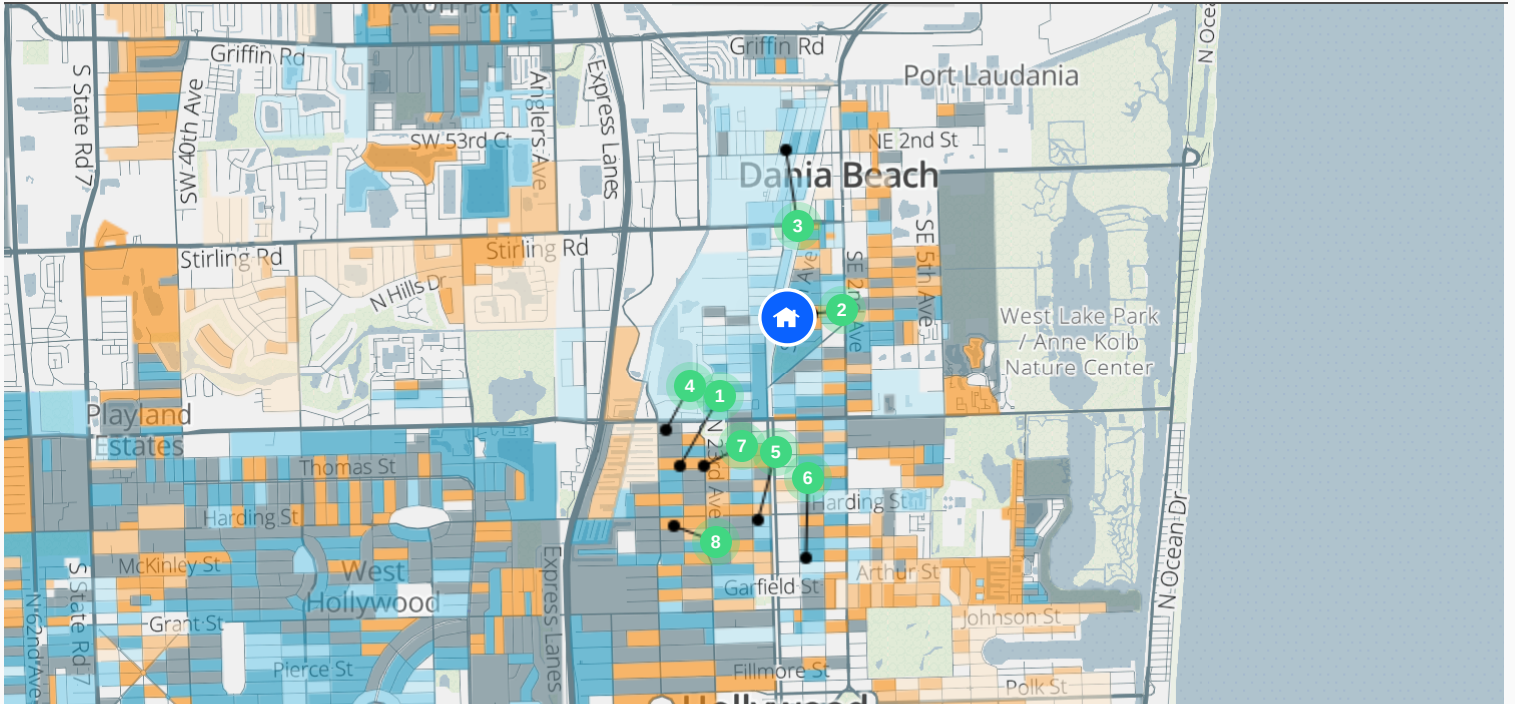 Avon Park
Griffin Rd
Griffin Rd
N Oce
S State Rd 7
SW 40th Ave
Anglers Ave
Express Lanes
Port Laudania
SW 53rd Ct
NE 2nd St
Dania Beach
3
Stirling Rd
Stirling Rd
Ave
SE 2nd Ave
SE 5th Ave
N Hills Dr
2
West Lake Park
/ Anne Kolb
Nature Center
4
1
Playland
Estates
N 23rd Ave
7
5
6
Thomas St
Harding St
Harding St
8
N Ocean Dr
McKinley St
West
Hollywood
Express Lanes
Garfield St
Arthur St
S State Rd 7
N 62nd Ave
Grant St
Johnson St
Pierce St
Fillmore St
Polk St
Hollywood